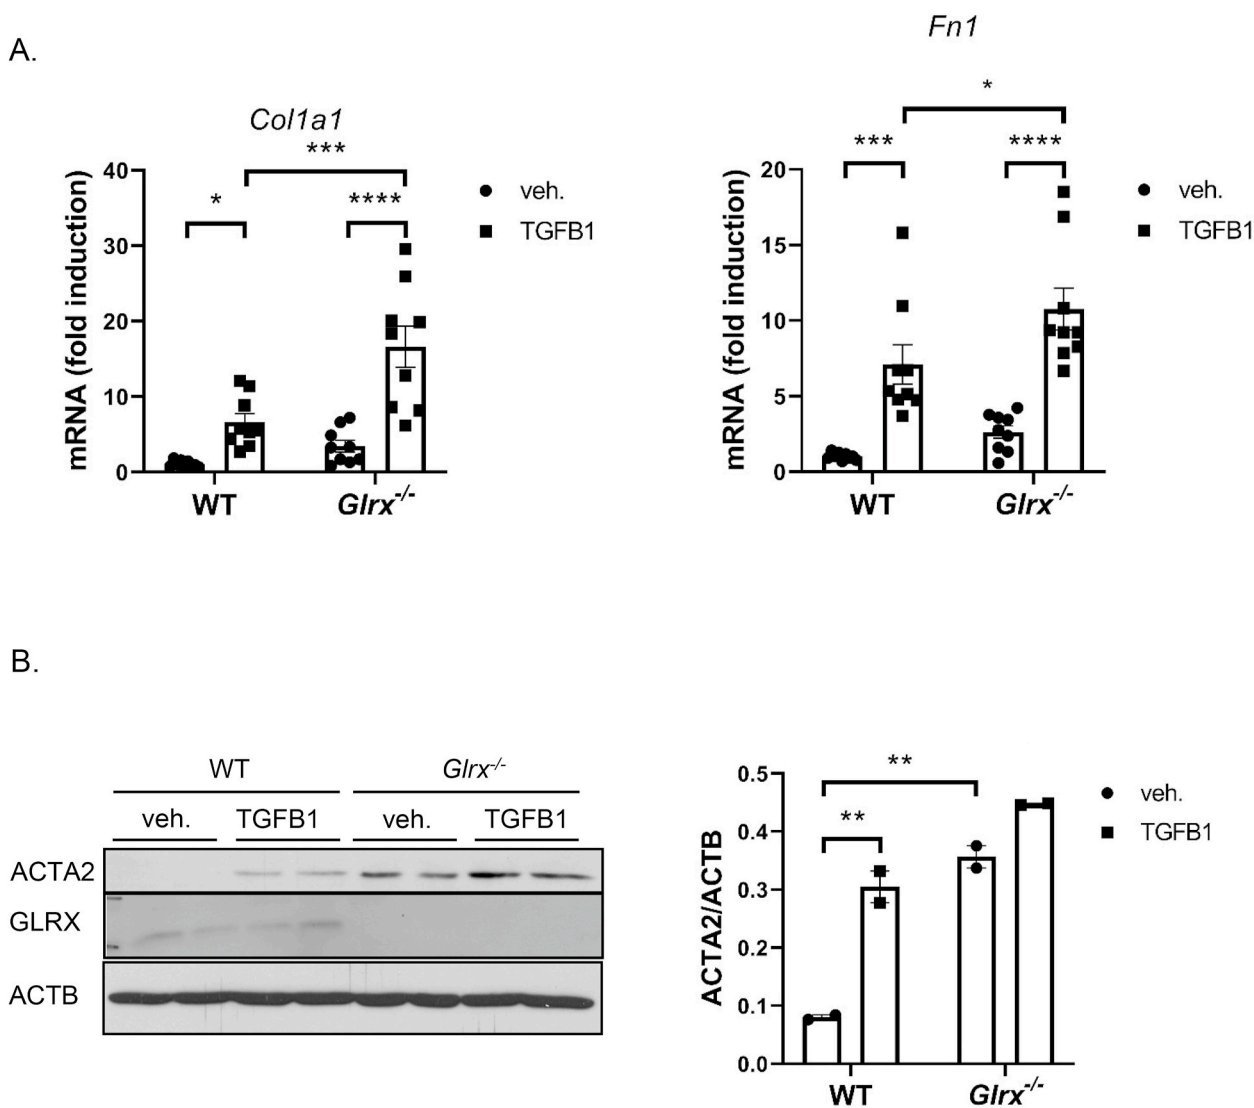 A.
Col1a1
mRNA (fold induction)
40
30
20
10
0
*
***
****
WT
Glrx-/-
veh.
TGFB1
Fn1
mRNA (fold induction)
20
15
10
5
0
***
*
****
WT
Glrx-/-
veh.
TGFB1
B.
WT
Glrx-/-
veh.
TGFB1
veh.
TGFB1
ACTA2
GLRX
ACTB
ACTA2/ACTB
0.5
0.4
0.3
0.2
0.1
0.0
**
**
WT
Glrx-/-
veh.
TGFB1